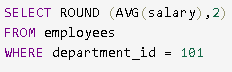 SELECT ROUND (AVG(salary),2)
FROM employees
WHERE department_id = 101